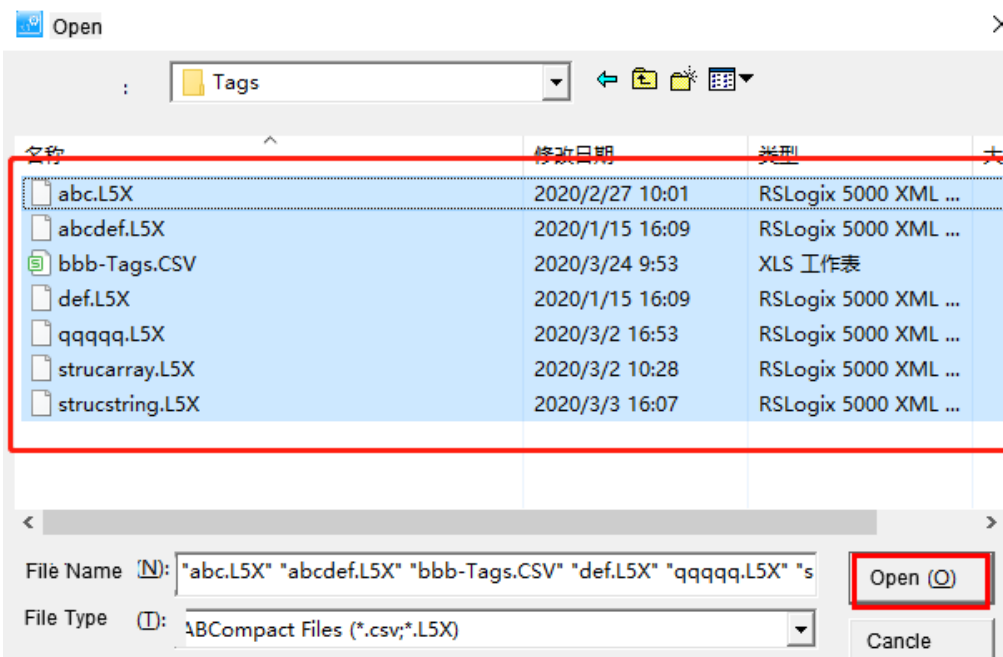 Open
:
Tags
名称 修改日期 类型 大
abc.L5X 2020/2/27 10:01 RSLogix 5000 XML ...
abcdef.L5X 2020/1/15 16:09 RSLogix 5000 XML ...
bbb-Tags.CSV 2020/3/24 9:53 XLS 工作表
def.L5X 2020/1/15 16:09 RSLogix 5000 XML ...
qqqqq.L5X 2020/3/2 16:53 RSLogix 5000 XML ...
strucarray.L5X 2020/3/2 10:28 RSLogix 5000 XML ...
strucstring.L5X 2020/3/3 16:07 RSLogix 5000 XML ...
File Name (N): "abc.L5X" "abcdef.L5X" "bbb-Tags.CSV" "def.L5X" "qqqqq.L5X" "s
Open (O)
File Type (T): ABCompact Files (*.csv;*.L5X)
Cancle